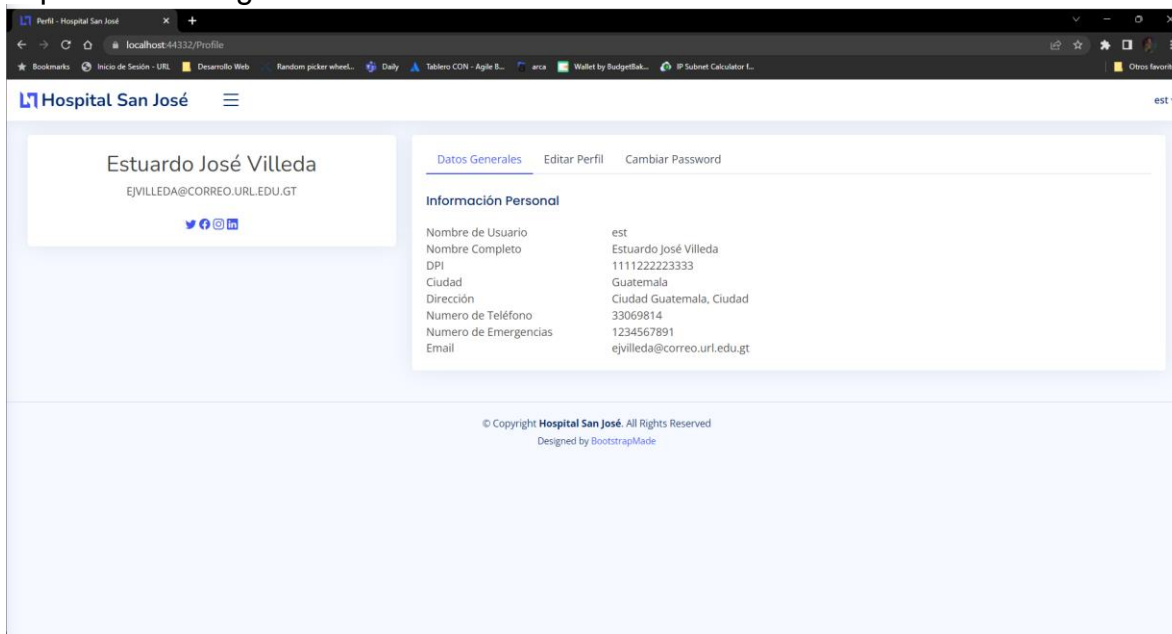 Perfil - Hospital San José
localhost:44332/Profile
Bookmarks Inicio de Sesión - URL Desarrollo Web Random picker wheel... Daily Tablero CON - Agile B... arca Wallet by BudgetBak... IP Subnet Calculator f... Otros favorit
Hospital San José est
Estuardo José Villeda
EJVILLEDA@CORREO.URL.EDU.GT
Datos Generales Editar Perfil Cambiar Password
Información Personal
Nombre de Usuario est
Nombre Completo Estuardo José Villeda
DPI 1111222223333
Ciudad Guatemala
Dirección Ciudad Guatemala, Ciudad
Numero de Teléfono 33069814
Numero de Emergencias 1234567891
Email ejvilleda@correo.url.edu.gt
© Copyright Hospital San José. All Rights Reserved
Designed by BootstrapMade